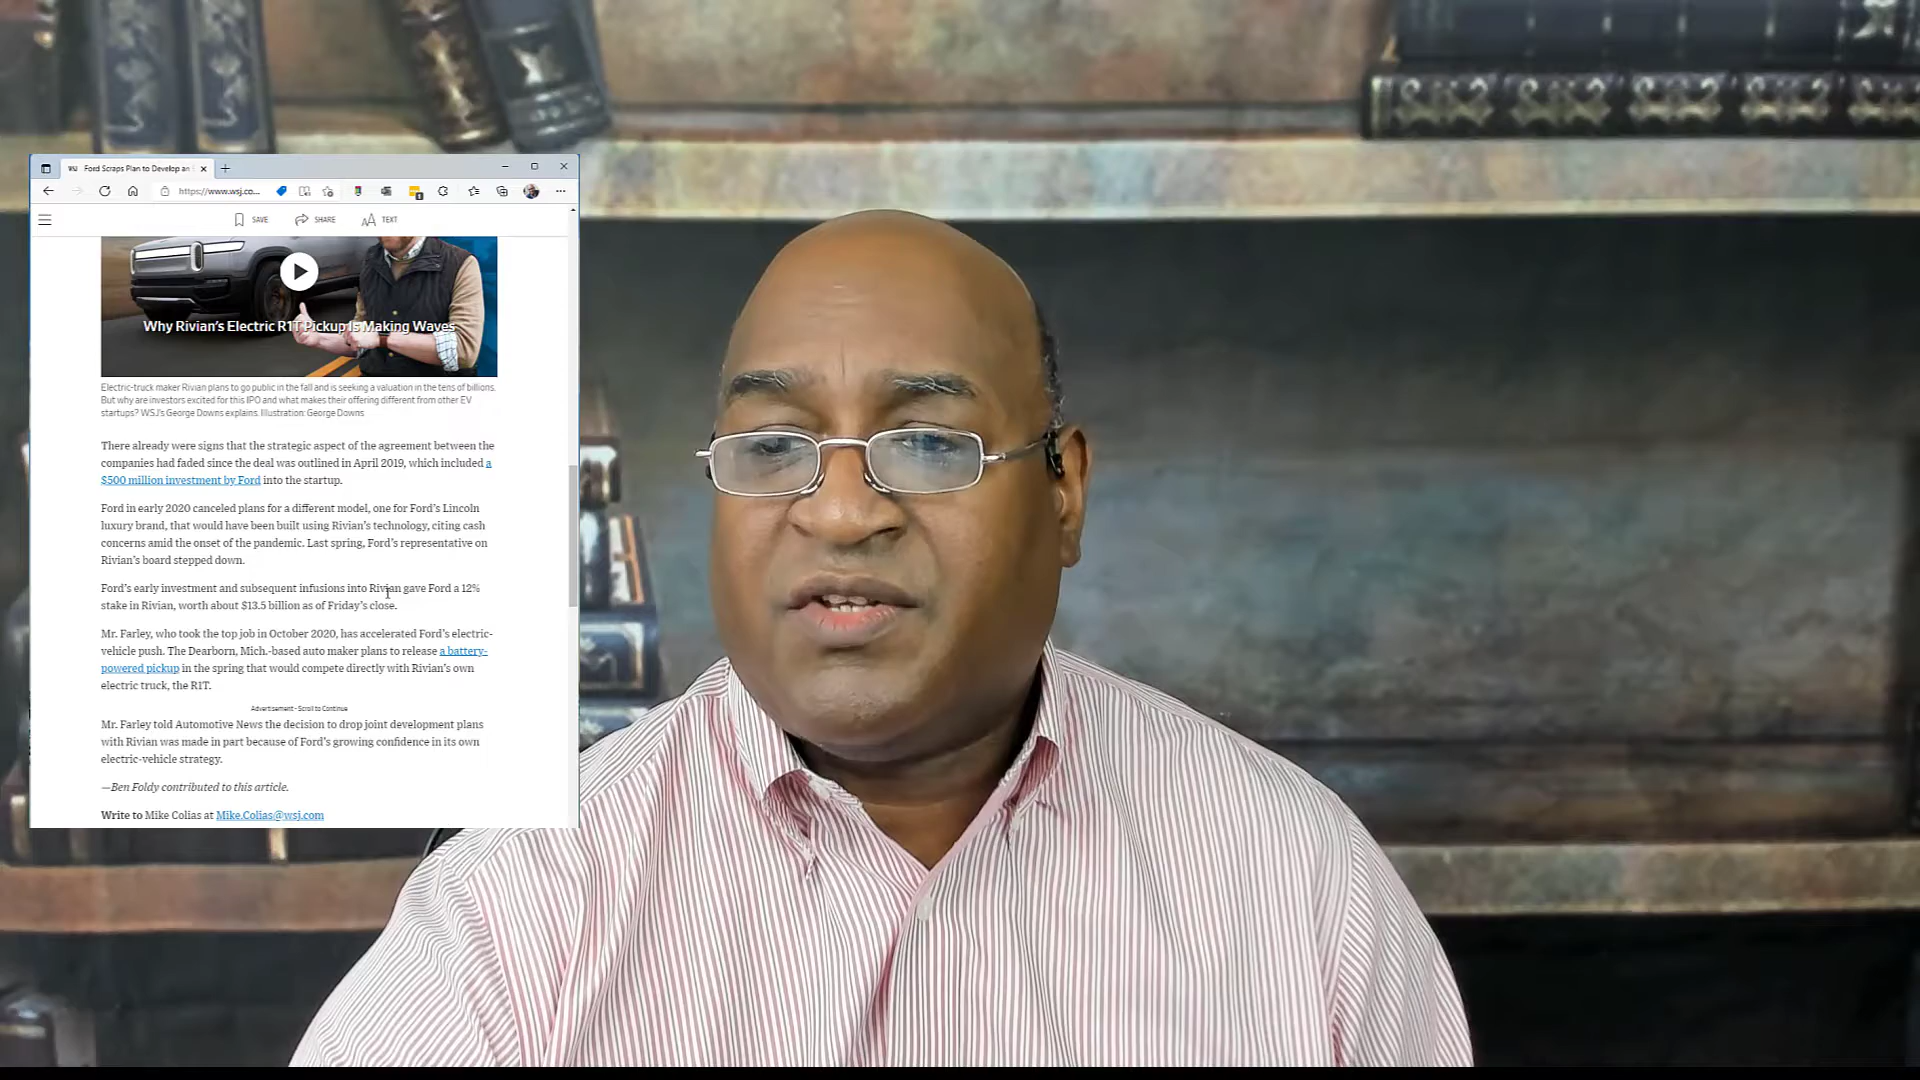 Ford Scraps Plan to Develop an
https://www.wsj.co...
SAVE
SHARE
TEXT
Why Rivian's Electric R1T Pickup Is Making Waves
Electric-truck maker Rivian plans to go public in the fall and is seeking a valuation in the tens of billions.
But why are investors excited for this IPO and what makes their offering different from other EV
startups? WSJ's George Downs explains. Illustration: George Downs
There already were signs that the strategic aspect of the agreement between the
companies had faded since the deal was outlined in April 2019, which included a
$500 million investment by Ford into the startup.
Ford in early 2020 canceled plans for a different model, one for Ford's Lincoln
luxury brand, that would have been built using Rivian's technology, citing cash
concerns amid the onset of the pandemic. Last spring, Ford's representative on
Rivian's board stepped down.
Ford's early investment and subsequent infusions into Rivian gave Ford a 12%
stake in Rivian, worth about $13.5 billion as of Friday's close.
Mr. Farley, who took the top job in October 2020, has accelerated Ford's electric-
vehicle push. The Dearborn, Mich.-based auto maker plans to release a battery-
powered pickup in the spring that would compete directly with Rivian's own
electric truck, the R1T.
Advertisement - Scroll to Continue
Mr. Farley told Automotive News the decision to drop joint development plans
with Rivian was made in part because of Ford's growing confidence in its own
electric-vehicle strategy.
—Ben Foldy contributed to this article.
Write to Mike Colias at Mike.Colias@wsj.com